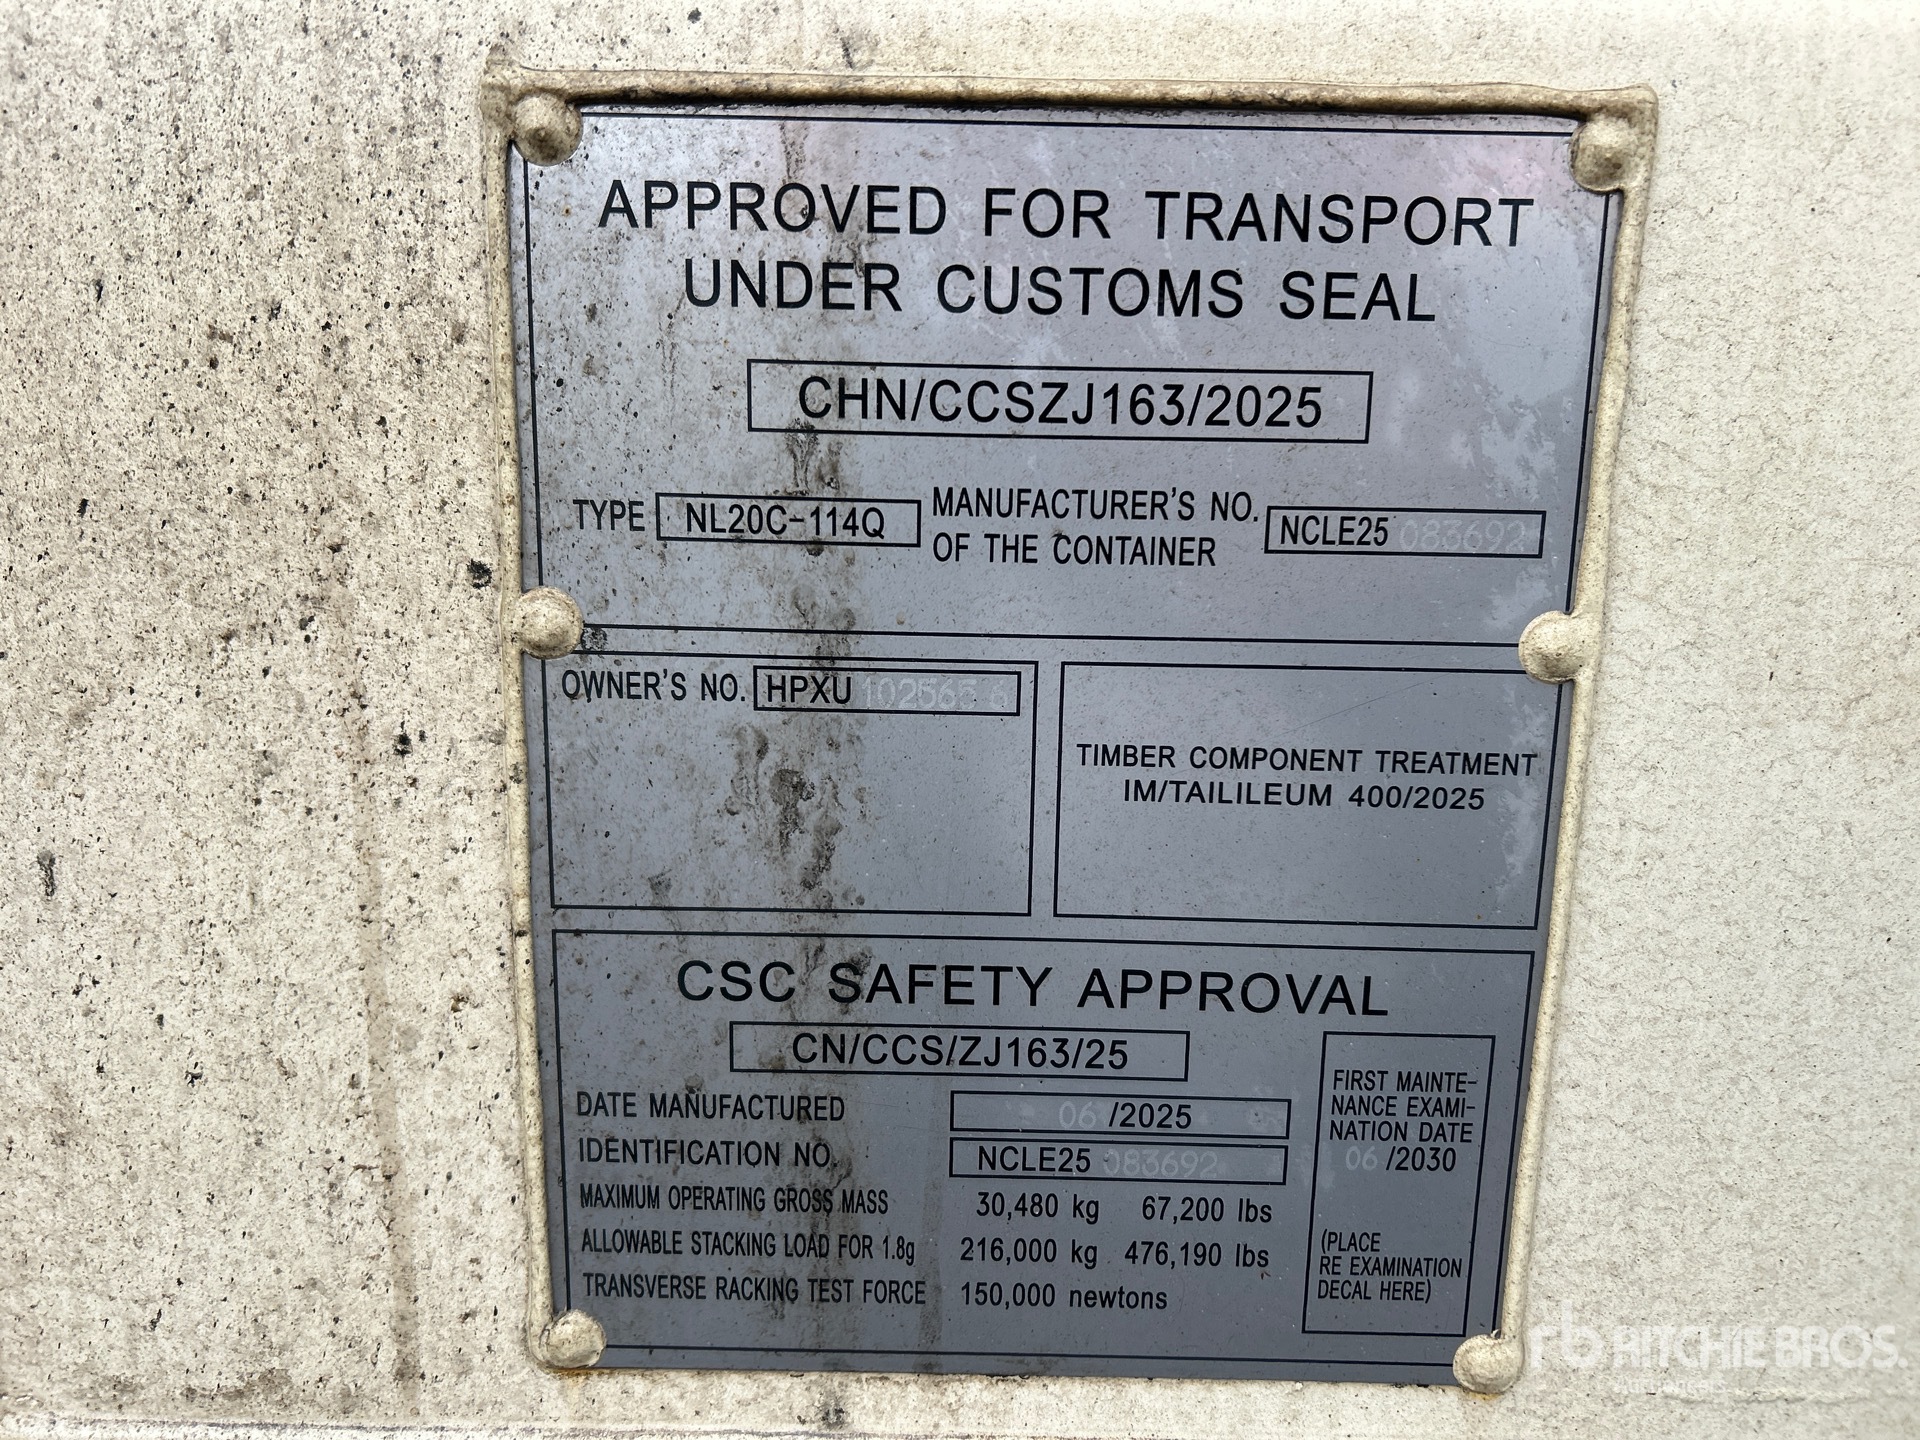 APPROVED FOR TRANSPORT
UNDER CUSTOMS SEAL
CHN/CCSZJ163/2025
TYPE NL20C-114Q MANUFACTURER'S NO. OF THE CONTAINER NCLE25 083692
OWNER'S NO. HPXU 102565 6
TIMBER COMPONENT TREATMENT
IM/TAILILEUM 400/2025
CSC SAFETY APPROVAL
CN/CCS/ZJ163/25
DATE MANUFACTURED 06 /2025
IDENTIFICATION NO. NCLE25 083692
MAXIMUM OPERATING GROSS MASS 30,480 kg 67,200 lbs
ALLOWABLE STACKING LOAD FOR 1.8g 216,000 kg 476,190 lbs
TRANSVERSE RACKING TEST FORCE 150,000 newtons
FIRST MAINTE-
NANCE EXAMI-
NATION DATE
06 /2030
(PLACE
RE EXAMINATION
DECAL HERE)
rb RITCHIE BROS.